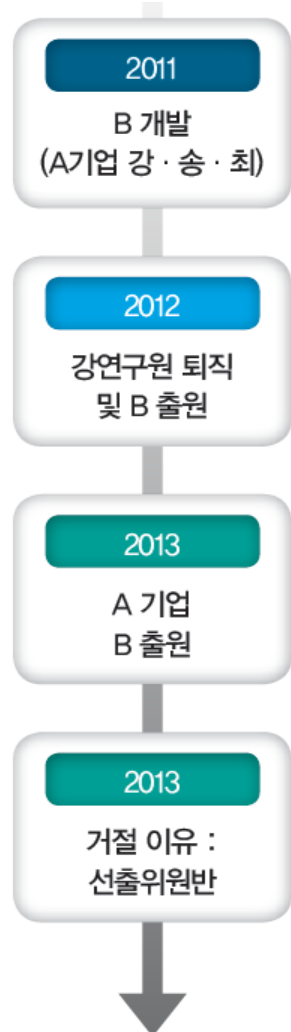 2011
B 개발
(A기업 강 · 송 · 최)
2012
강연구원 퇴직
및 B 출원
2013
A 기업
B 출원
2013
거절 이유 :
선출위원반